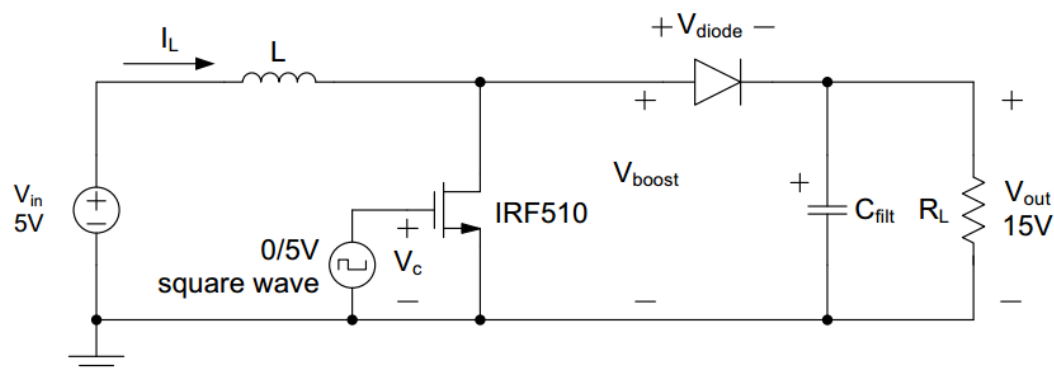 + V_diode —
I_L
L
+
+
V_in
5V
+
−
V_boost
+
IRF510
C_filt
R_L
V_out
15V
0/5V
square wave
+
V_c
—
—
—